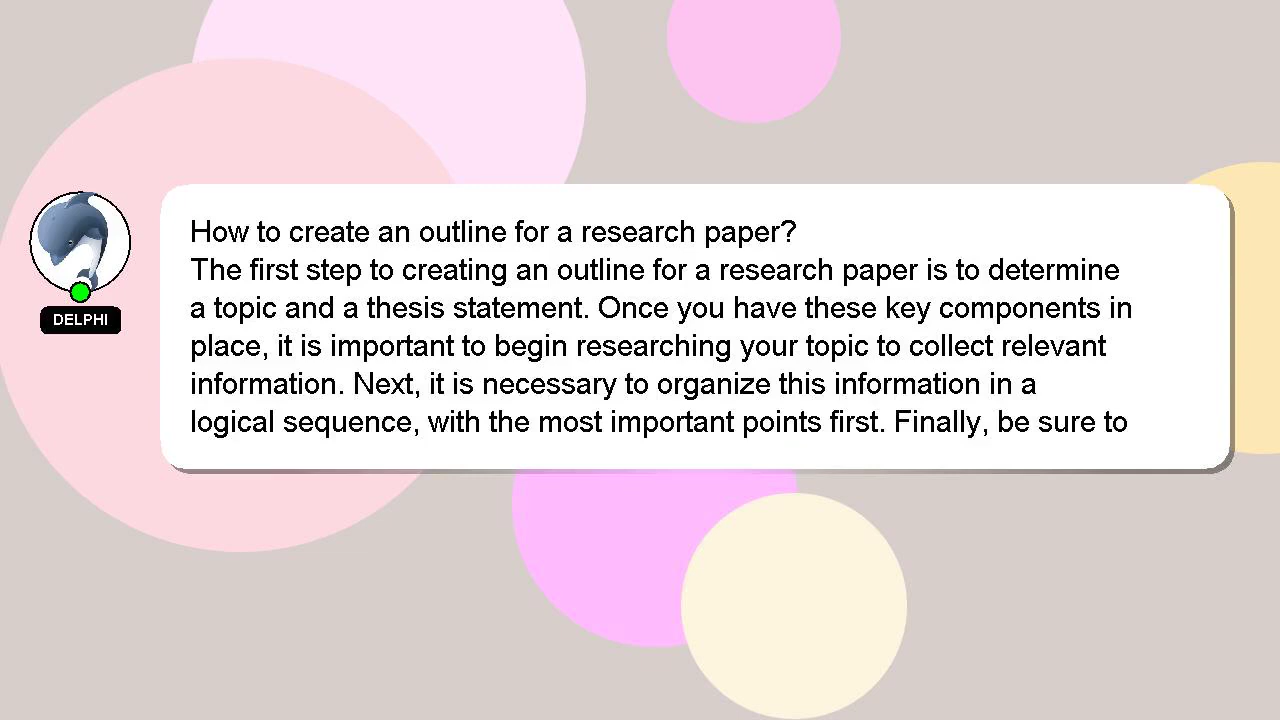 How to create an outline for a research paper?
The first step to creating an outline for a research paper is to determine
a topic and a thesis statement. Once you have these key components in
place, it is important to begin researching your topic to collect relevant
information. Next, it is necessary to organize this information in a
logical sequence, with the most important points first. Finally, be sure to
DELPHI